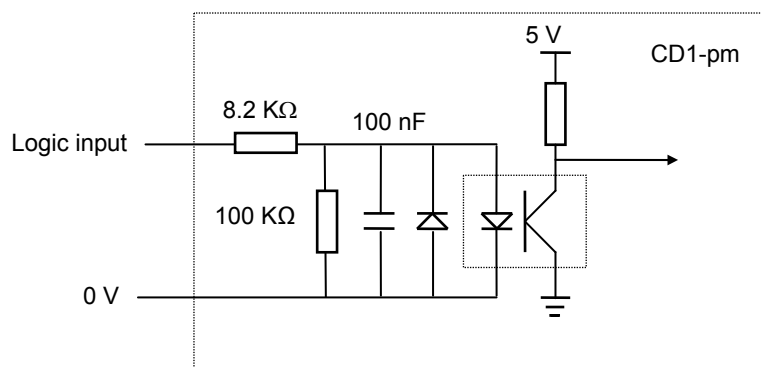 5 V
CD1-pm
8.2 KΩ
100 nF
Logic input
100 KΩ
0 V